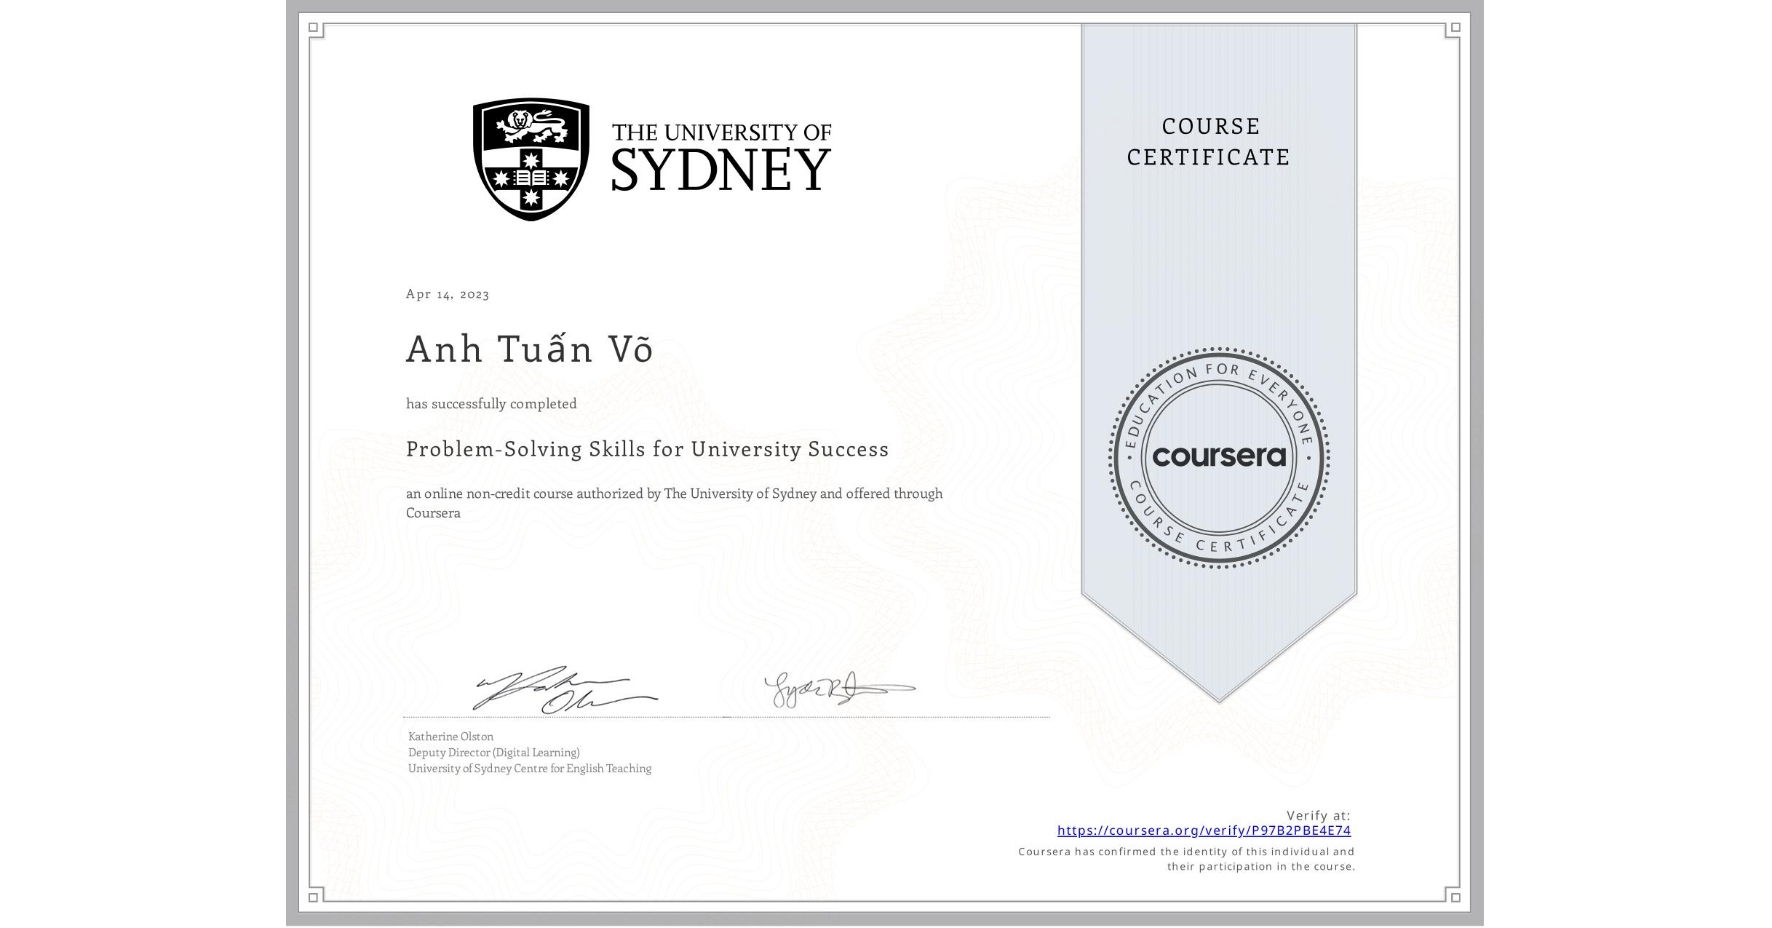 THE UNIVERSITY OF
SYDNEY
COURSE
CERTIFICATE
Apr 14, 2023
Anh Tuấn Võ
has successfully completed
Problem-Solving Skills for University Success
an online non-credit course authorized by The University of Sydney and offered through
Coursera
EDUCATION FOR EVERYONE
coursera
COURSE CERTIFICATE
Katherine Olston
Deputy Director (Digital Learning)
University of Sydney Centre for English Teaching
Verify at:
https://coursera.org/verify/P97B2PBE4E74
Coursera has confirmed the identity of this individual and
their participation in the course.